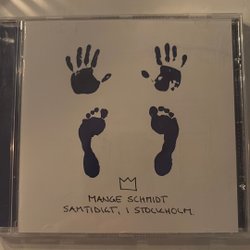 MANGE SCHMIDT
SAMTIDIGT, I STOCKHOLM